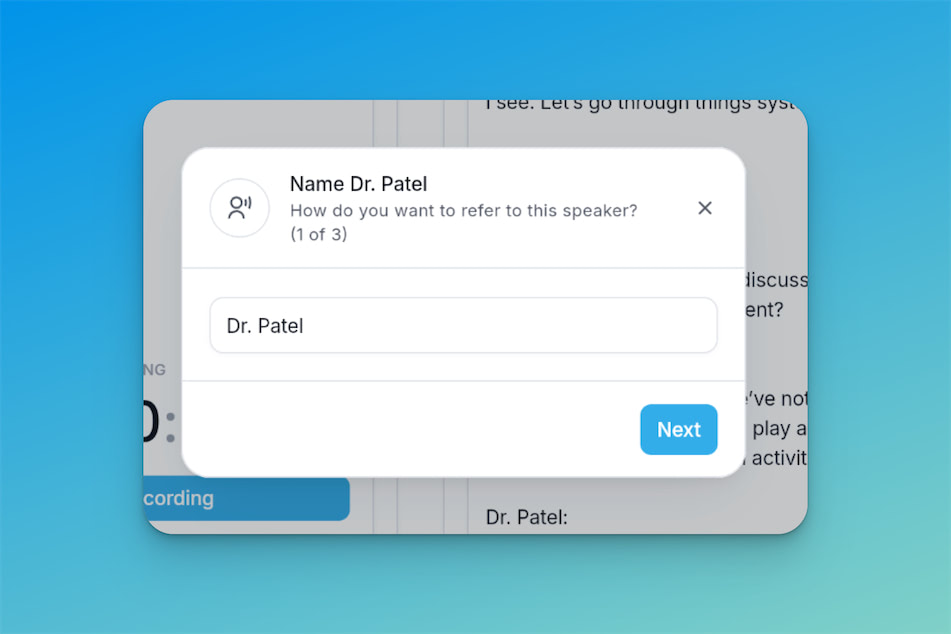 I see. Let's go through things syst
Name Dr. Patel
How do you want to refer to this speaker?
(1 of 3)
discuss
ent?
Dr. Patel
NG
0:
e've not
play a
Next
activit
cording
Dr. Patel: